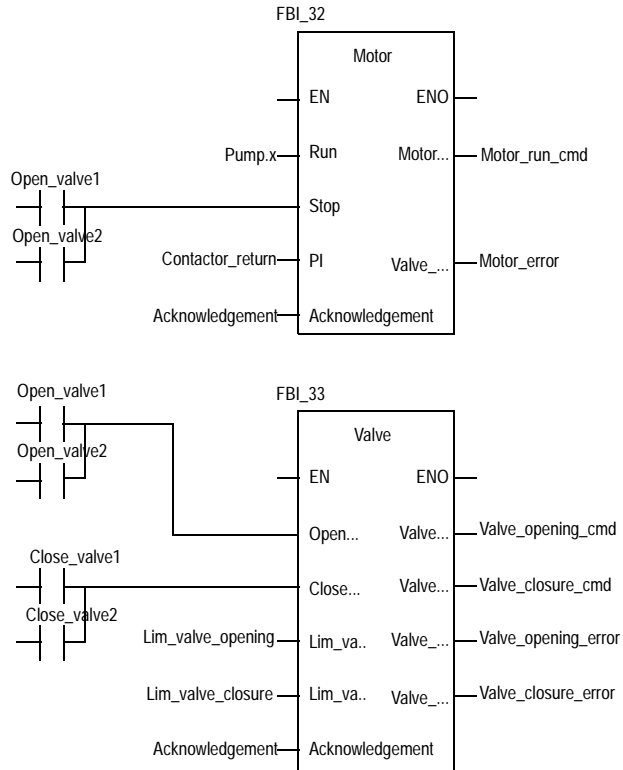 FBI_32
Motor
EN ENO
Pump.x Run Motor... Motor_run_cmd
Open_valve1
Stop
Open_valve2
Contactor_return PI Valve_... Motor_error
Acknowledgement Acknowledgement
Open_valve1
FBI_33
Valve
Open_valve2
EN ENO
Open... Valve... Valve_opening_cmd
Close_valve1
Close... Valve... Valve_closure_cmd
Close_valve2
Lim_valve_opening Lim_va.. Valve_... Valve_opening_error
Lim_valve_closure Lim_va.. Valve_... Valve_closure_error
Acknowledgement Acknowledgement